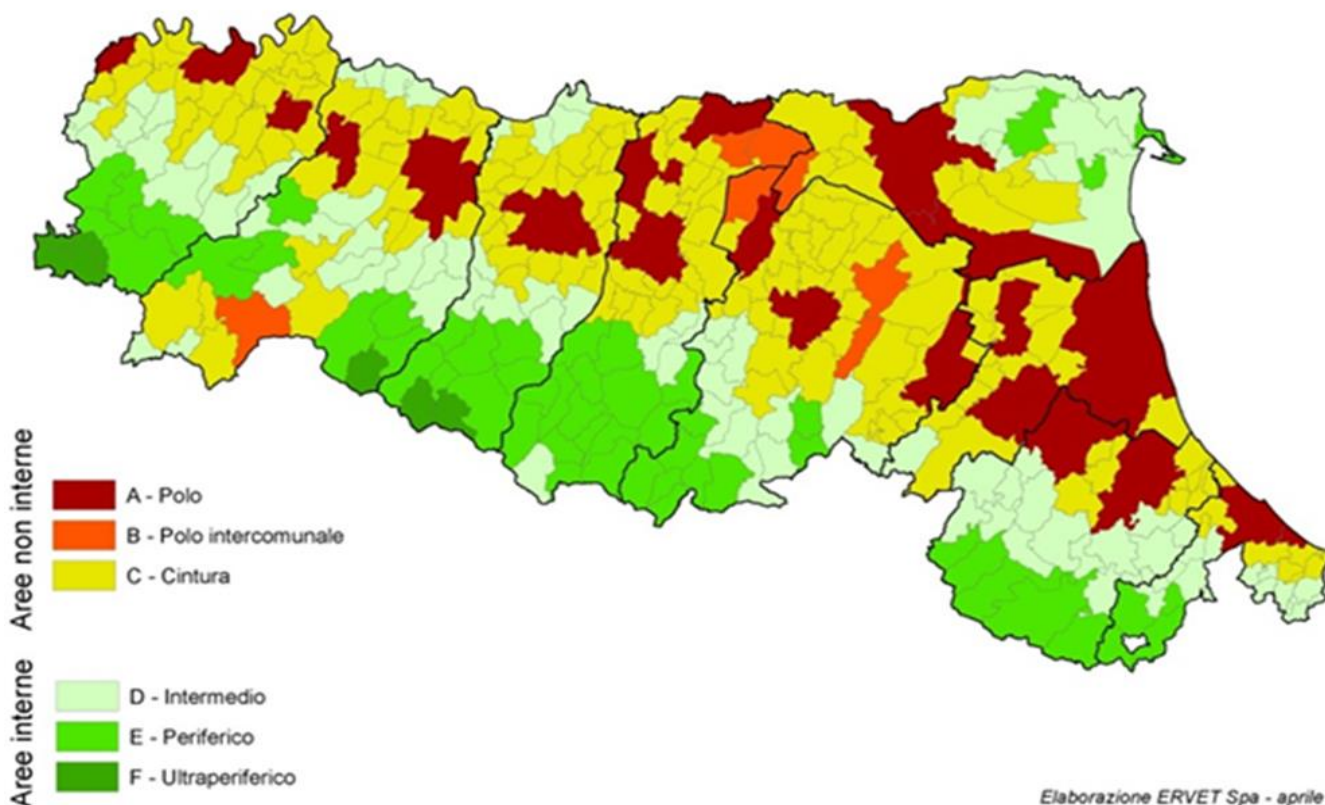 Aree non interne
A - Polo
B - Polo intercomunale
C - Cintura
Aree interne
D - Intermedio
E - Periferico
F - Ultraperiferico
Elaborazione ERVET Spa - aprile